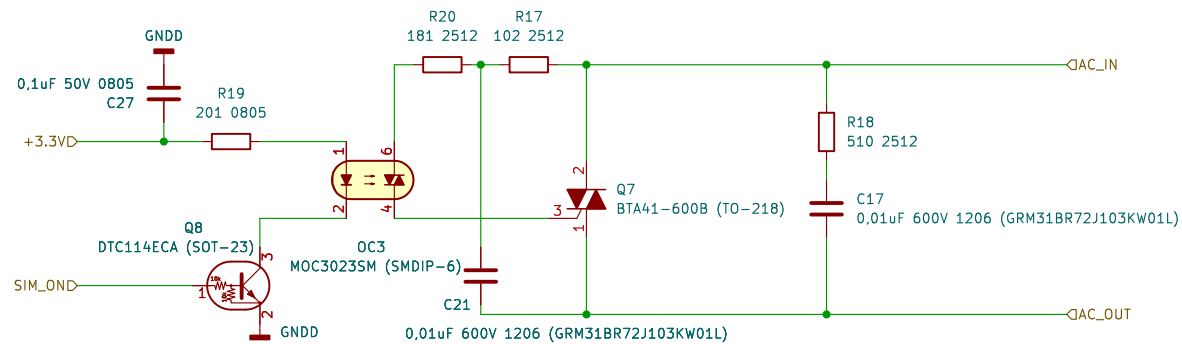 R20
181 2512
R17
102 2512
GNDD
AC_IN
0,1uF 50V 0805
C27
R19
201 0805
R18
510 2512
+3.3V
1
6
2
Q7
BTA41-600B (TO-218)
C17
0,01uF 600V 1206 (GRM31BR72J103KW01L)
2
4
3
1
Q8
DTC114ECA (SOT-23)
3
OC3
MOC3023SM (SMDIP-6)
10k
SIM_ON
1
10k
C21
2
GNDD
AC_OUT
0,01uF 600V 1206 (GRM31BR72J103KW01L)